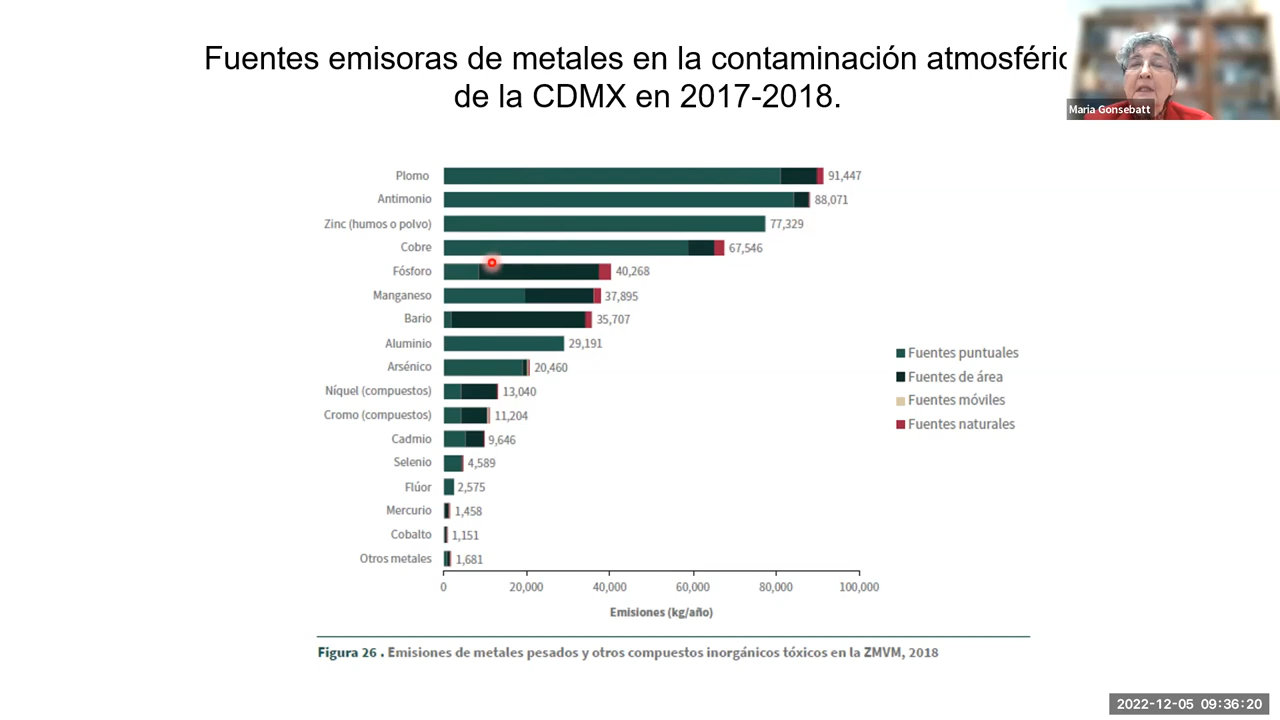 Fuentes emisoras de metales en la contaminación atmosféric
de la CDMX en 2017-2018.
Maria Gonsebatt
Plomo 91,447
Antimonio 88,071
Zinc (humos o polvo) 77,329
Cobre 67,546
Fósforo 40,268
Manganeso 37,895
Bario 35,707
Aluminio 29,191
Arsénico 20,460
Níquel (compuestos) 13,040
Cromo (compuestos) 11,204
Cadmio 9,646
Selenio 4,589
Flúor 2,575
Mercurio 1,458
Cobalto 1,151
Otros metales 1,681
Fuentes puntuales
Fuentes de área
Fuentes móviles
Fuentes naturales
0 20,000 40,000 60,000 80,000 100,000
Emisiones (kg/año)
Figura 26 . Emisiones de metales pesados y otros compuestos inorgánicos tóxicos en la ZMVM, 2018
2022-12-05 09:36:20